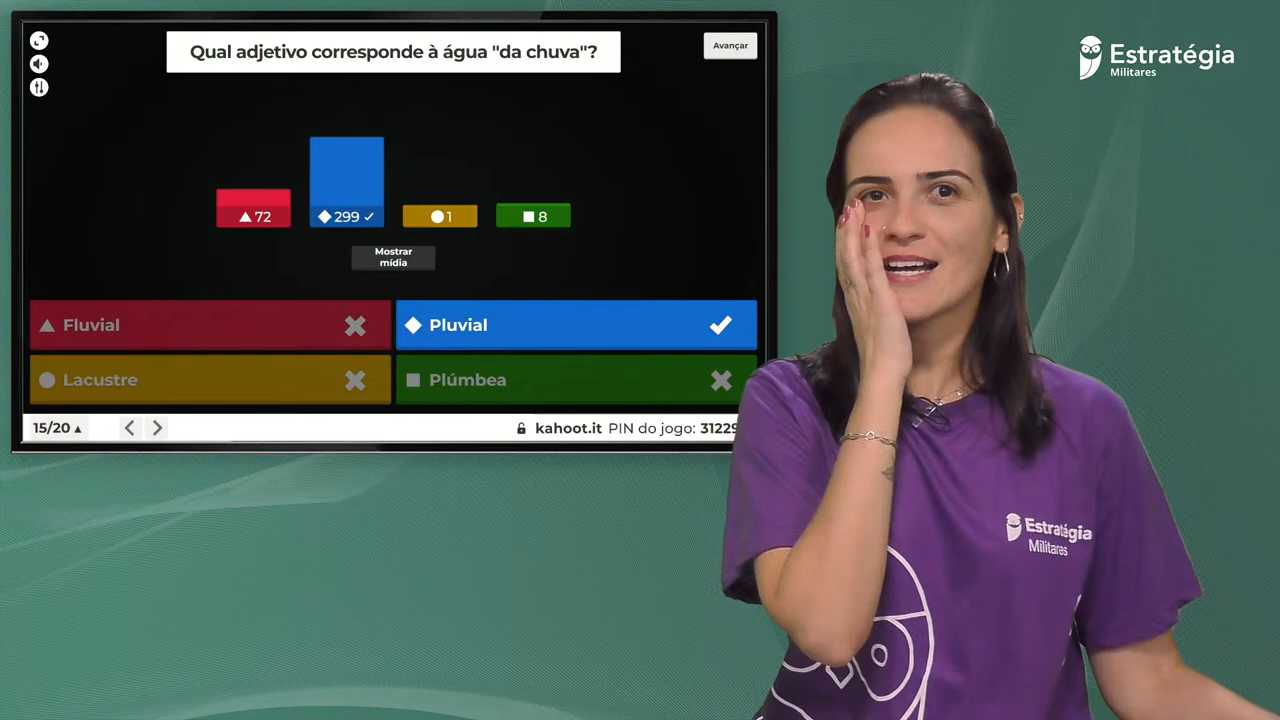 Qual adjetivo corresponde à água "da chuva"?
Avançar
Estratégia
Militares
72
299
1
8
Mostrar
mídia
Fluvial
Pluvial
Lacustre
Plúmbea
15/20
kahoot.it PIN do jogo: 31229
Estratégia
Militares